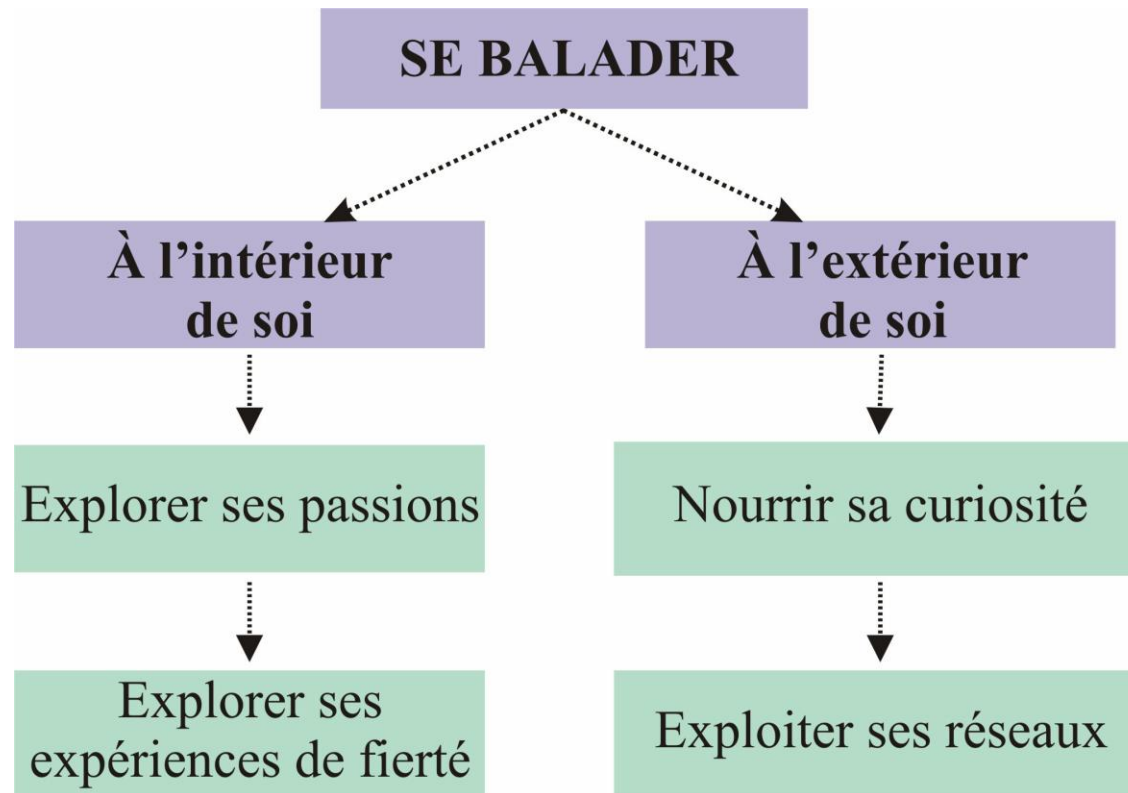 SE BALADER
À l’intérieur
de soi
À l’extérieur
de soi
Explorer ses passions
Nourrir sa curiosité
Explorer ses
expériences de fierté
Exploiter ses réseaux